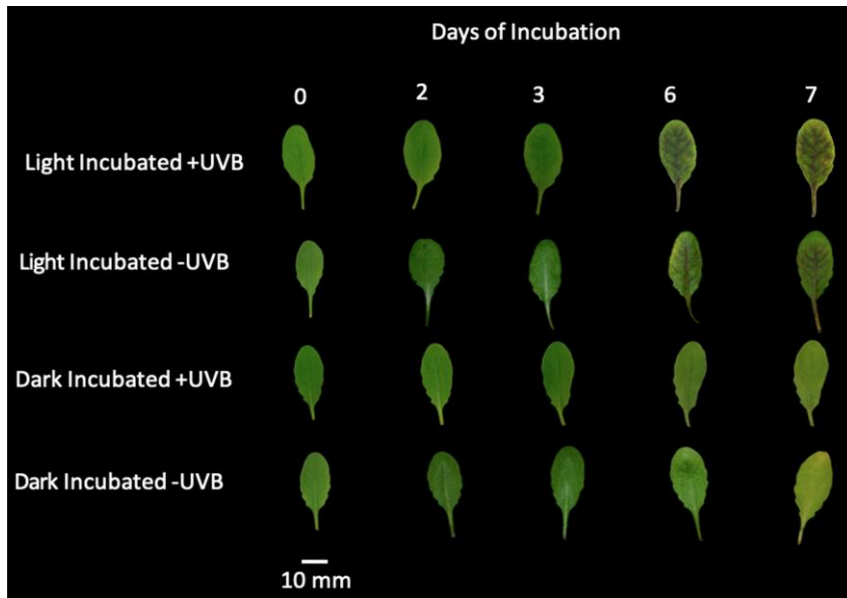 Days of Incubation
0 2 3 6 7
Light Incubated +UVB
Light Incubated -UVB
Dark Incubated +UVB
Dark Incubated -UVB
10 mm